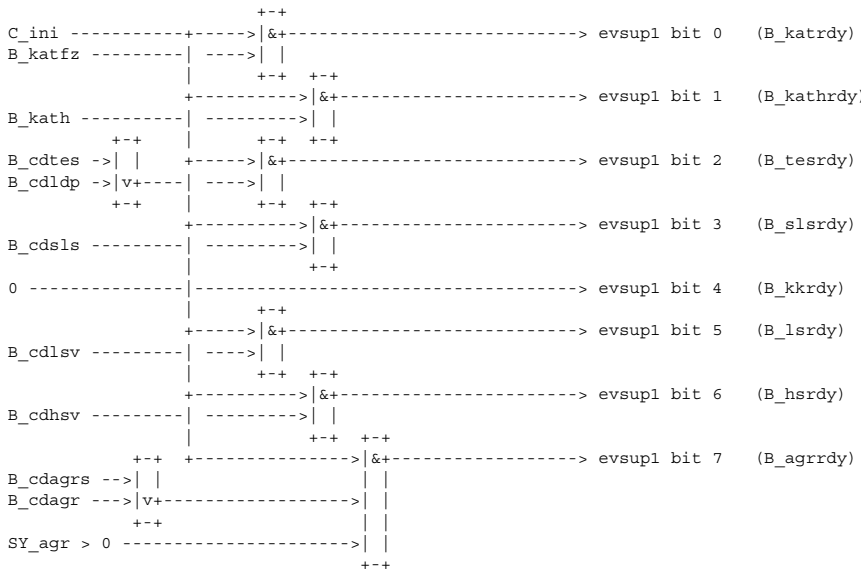 +-+
C_ini -----------+----->|&+---------------------------> evsup1 bit 0 (B_katrdy)
B_katfz ---------| ---->| |
| +-+ +-+
+---------->|&+----------------------> evsup1 bit 1 (B_kathrdy)
B_kath ----------| --------->| |
+-+ | +-+ +-+
B_cdtes ->| | +----->|&+---------------------------> evsup1 bit 2 (B_tesrdy)
B_cdldp ->|v+----| ---->| |
+-+ | +-+ +-+
+---------->|&+----------------------> evsup1 bit 3 (B_slsrdy)
B_cdsls ---------| --------->| |
| +-+
0 ---------------|------------------------------------> evsup1 bit 4 (B_kkrdy)
| +-+
+----->|&+---------------------------> evsup1 bit 5 (B_lsrdy)
B_cdlsv ---------| ---->| |
| +-+ +-+
+---------->|&+----------------------> evsup1 bit 6 (B_hsrdy)
B_cdhsv ---------| --------->| |
| +-+ +-+
+-+ +--------------->|&+-----------------> evsup1 bit 7 (B_agrrdy)
B_cdagrs -->| | | |
B_cdagr --->|v+------------------>| |
+-+ | |
SY_agr > 0 ---------------------->| |
+-+